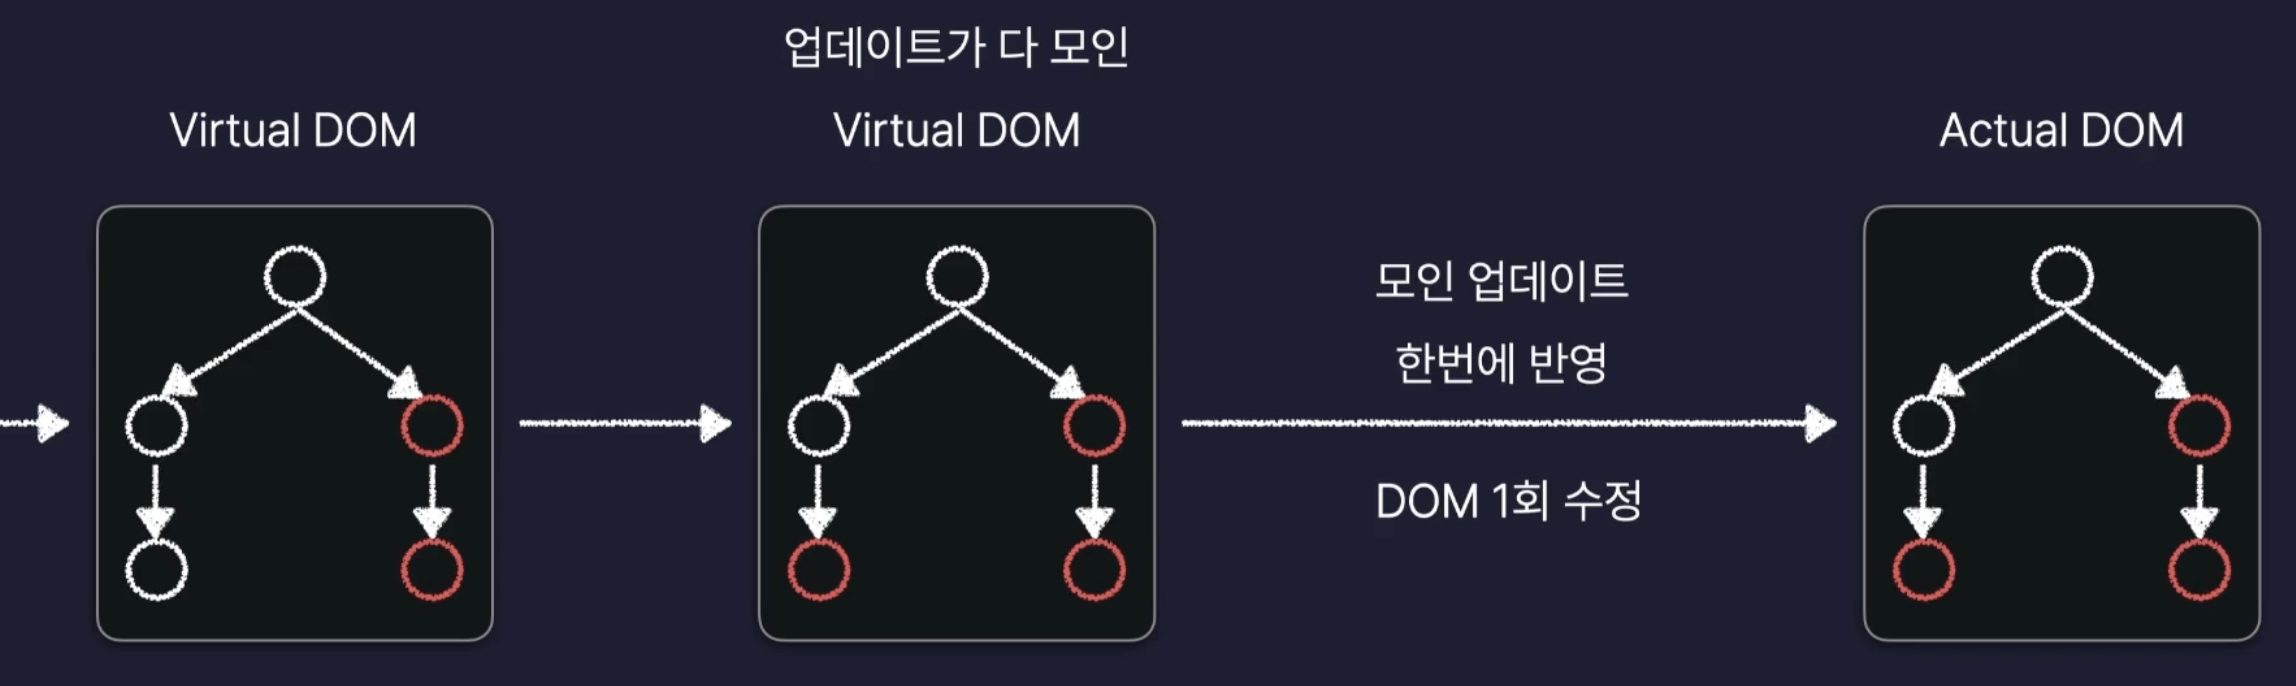 Virtual DOM
업데이트가 다 모인
Virtual DOM
모인 업데이트
한번에 반영
DOM 1회 수정
Actual DOM